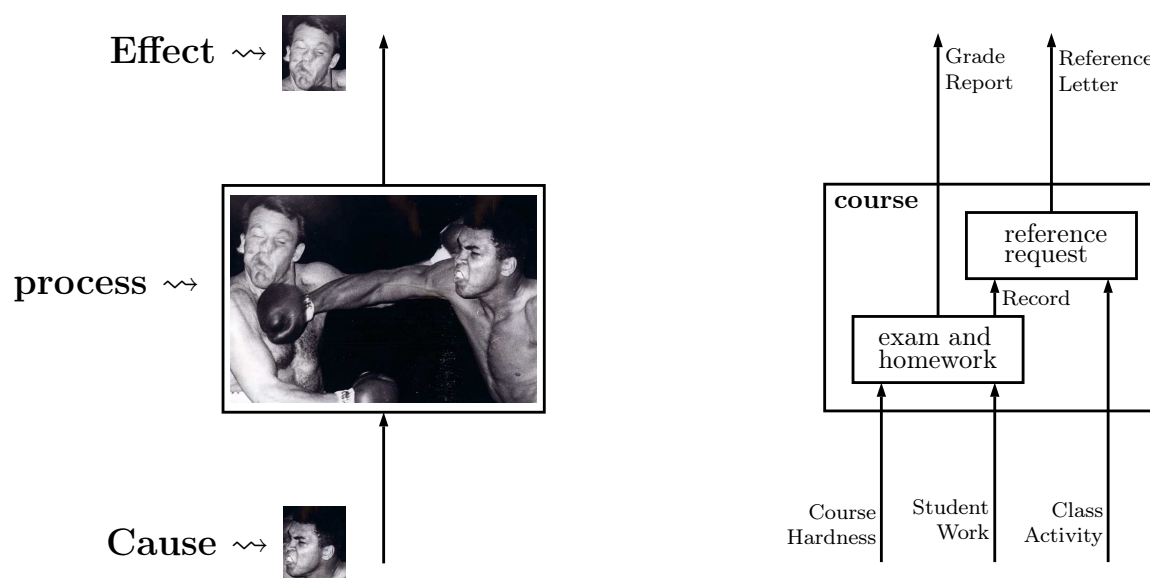 Effect
process
Cause
Grade
Report
Reference
Letter
course
reference
request
Record
exam and
homework
Course
Hardness
Student
Work
Class
Activity